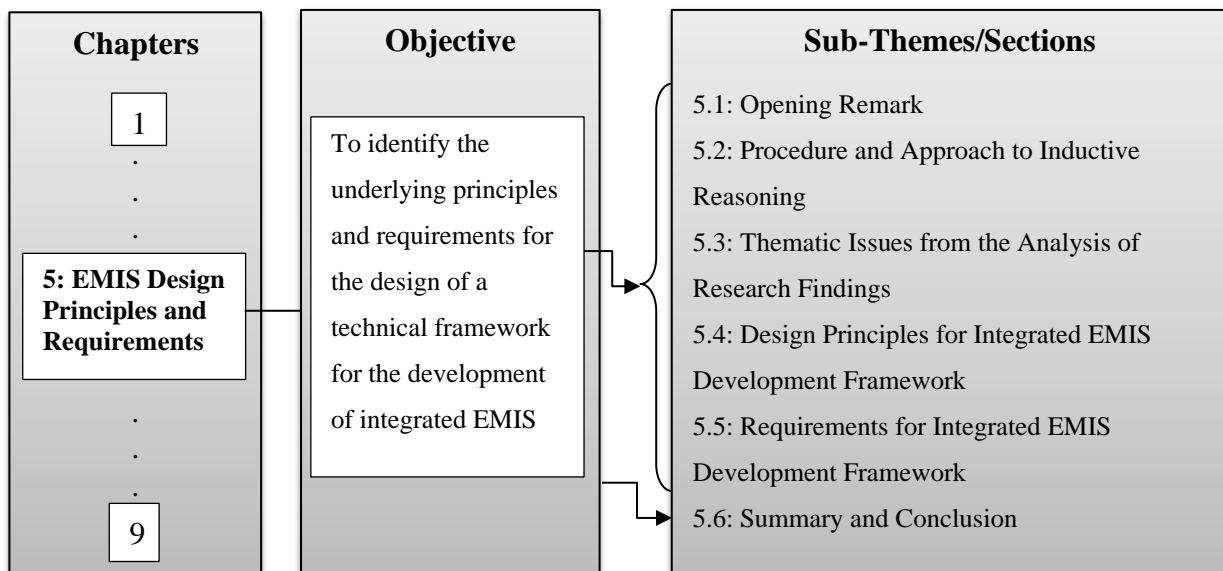 Chapters
1
.
.
.
5: EMIS Design
Principles and
Requirements
.
.
.
9
Objective
To identify the
underlying principles
and requirements for
the design of a
technical framework
for the development
of integrated EMIS
Sub-Themes/Sections
5.1: Opening Remark
5.2: Procedure and Approach to Inductive
Reasoning
5.3: Thematic Issues from the Analysis of
Research Findings
5.4: Design Principles for Integrated EMIS
Development Framework
5.5: Requirements for Integrated EMIS
Development Framework
5.6: Summary and Conclusion